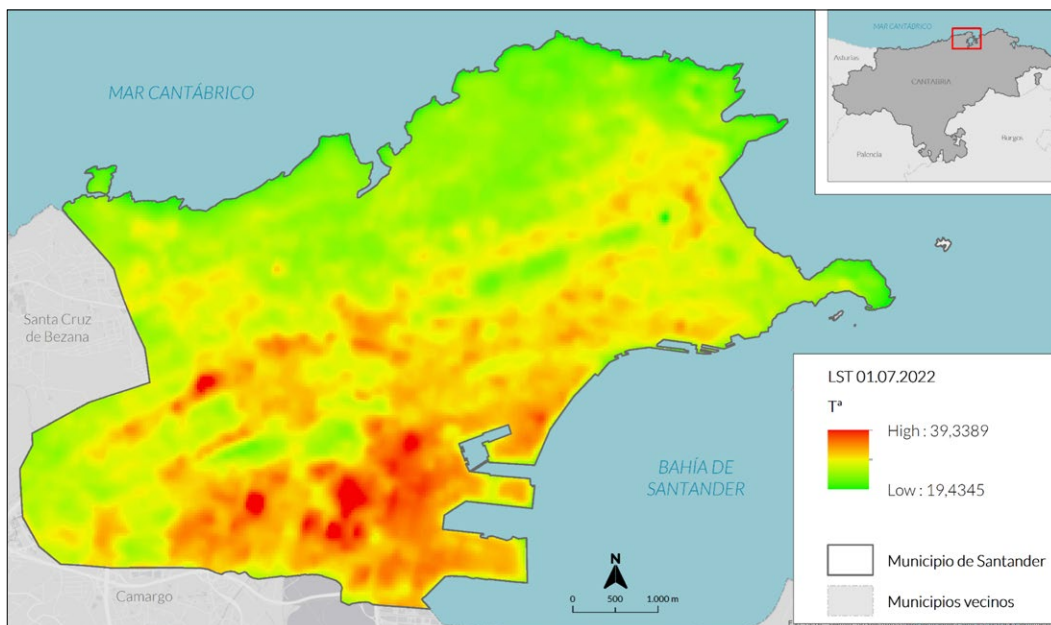 MAR CANTÁBRICO
MAR CANTÁBRICO
Asturias
CANTABRIA
Burgos
Palencia
Santa Cruz
de Bezana
LST 01.07.2022
Tª
High : 39,3389
Low : 19,4345
BAHÍA DE
SANTANDER
Municipio de Santander
Municipios vecinos
Camargo
N
0 500 1.000 m